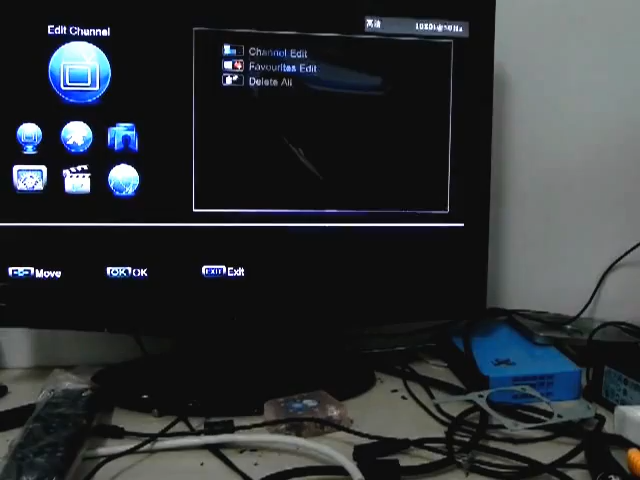 Edit Channel
Channel Edit
Favourites Edit
Delete All
Move
OK OK
EXIT Exit